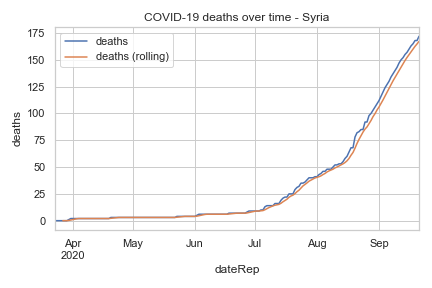 COVID-19 deaths over time - Syria
deaths
deaths (rolling)
175
150
125
100
75
50
25
0
deaths
Apr May Jun Jul Aug Sep
2020
dateRep